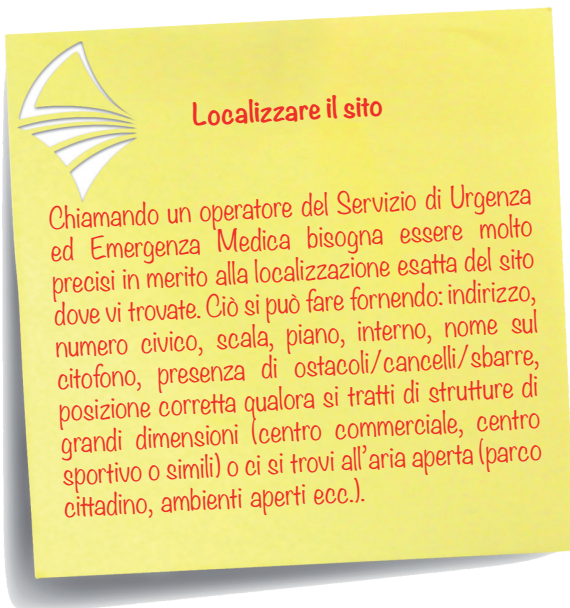 Localizzare il sito
Chiamando un operatore del Servizio di Urgenza
ed Emergenza Medica bisogna essere molto
precisi in merito alla localizzazione esatta del sito
dove vi trovate. Ciò si può fare fornendo: indirizzo,
numero civico, scala, piano, interno, nome sul
citofono, presenza di ostacoli/cancelli/sbarre,
posizione corretta qualora si tratti di strutture di
grandi dimensioni (centro commerciale, centro
sportivo o simili) o ci si trovi all'aria aperta (parco
cittadino, ambienti aperti ecc.).